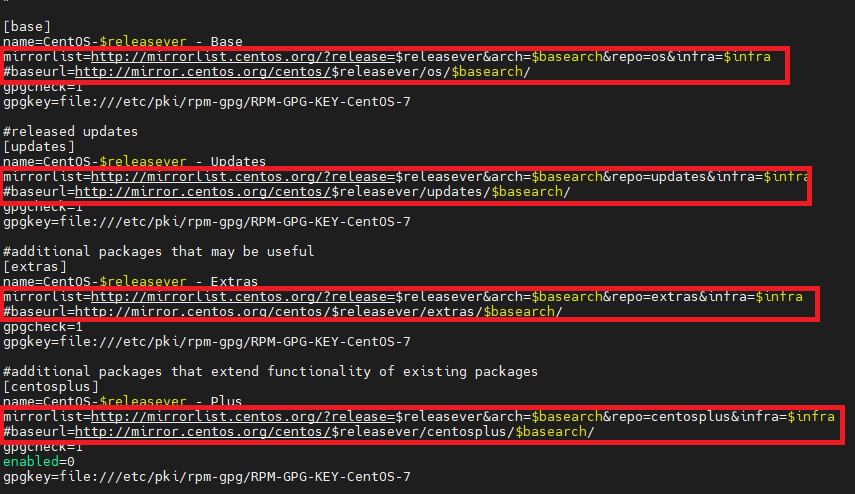 [base]
name=CentOS-$releasever - Base
mirrorlist=http://mirrorlist.centos.org/?release=$releasever&arch=$basearch&repo=os&infra=$infra
#baseurl=http://mirror.centos.org/centos/$releasever/os/$basearch/
gpgcheck=1
gpgkey=file:///etc/pki/rpm-gpg/RPM-GPG-KEY-CentOS-7
#released updates
[updates]
name=CentOS-$releasever - Updates
mirrorlist=http://mirrorlist.centos.org/?release=$releasever&arch=$basearch&repo=updates&infra=$infra
#baseurl=http://mirror.centos.org/centos/$releasever/updates/$basearch/
gpgcheck=1
gpgkey=file:///etc/pki/rpm-gpg/RPM-GPG-KEY-CentOS-7
#additional packages that may be useful
[extras]
name=CentOS-$releasever - Extras
mirrorlist=http://mirrorlist.centos.org/?release=$releasever&arch=$basearch&repo=extras&infra=$infra
#baseurl=http://mirror.centos.org/centos/$releasever/extras/$basearch/
gpgcheck=1
gpgkey=file:///etc/pki/rpm-gpg/RPM-GPG-KEY-CentOS-7
#additional packages that extend functionality of existing packages
[centosplus]
name=CentOS-$releasever - Plus
mirrorlist=http://mirrorlist.centos.org/?release=$releasever&arch=$basearch&repo=centosplus&infra=$infra
#baseurl=http://mirror.centos.org/centos/$releasever/centosplus/$basearch/
gpgcheck=1
enabled=0
gpgkey=file:///etc/pki/rpm-gpg/RPM-GPG-KEY-CentOS-7